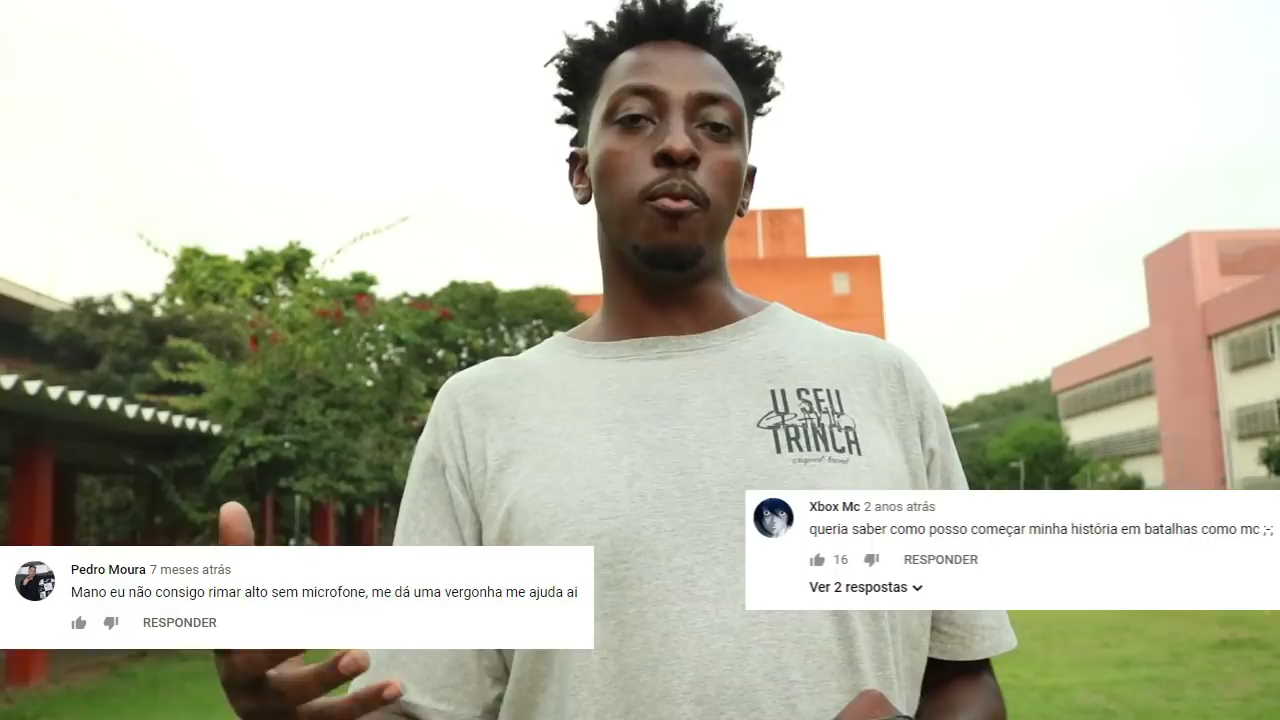 U SEU
TRINCA
original brand
Xbox Mc 2 anos atrás
queria saber como posso começar minha história em batalhas como mc ;-;
16 RESPONDER
Ver 2 respostas
Pedro Moura 7 meses atrás
Mano eu não consigo rimar alto sem microfone, me dá uma vergonha me ajuda ai
RESPONDER